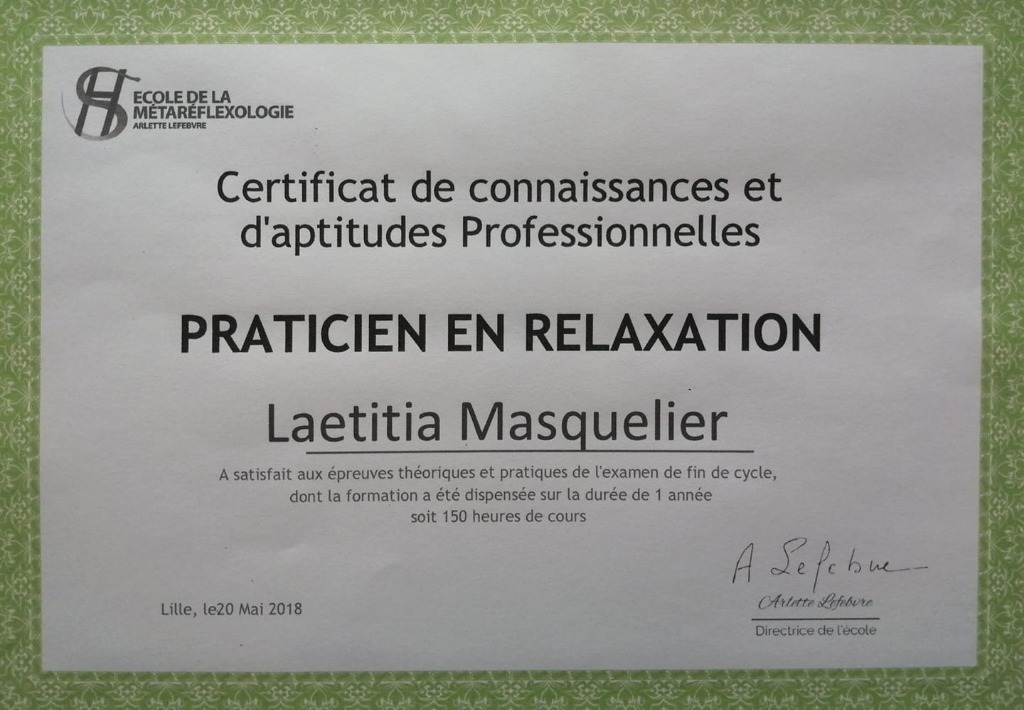 ECOLE DE LA
MÉTARÉFLEXOLOGIE
ARLETTE LEFEBVRE
Certificat de connaissances et
d'aptitudes Professionnelles
PRATICIEN EN RELAXATION
Laetitia Masquelier
A satisfait aux épreuves théoriques et pratiques de l'examen de fin de cycle,
dont la formation a été dispensée sur la durée de 1 année
soit 150 heures de cours
A Lefebvre
Arlette Lefebvre
Lille, le20 Mai 2018
Directrice de l'école